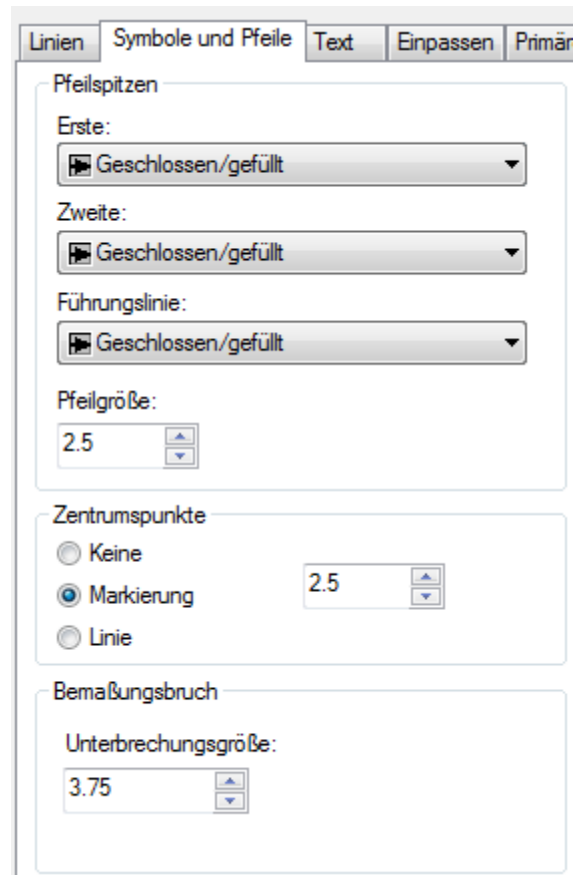 Linien Symbole und Pfeile Text Einpassen Primär
Pfeilspitzen
Erste:
Geschlossen/gefüllt
Zweite:
Geschlossen/gefüllt
Führungslinie:
Geschlossen/gefüllt
Pfeilgröße:
2.5
Zentrumspunkte
Keine
Markierung 2.5
Linie
Bemaßungsbruch
Unterbrechungsgröße:
3.75